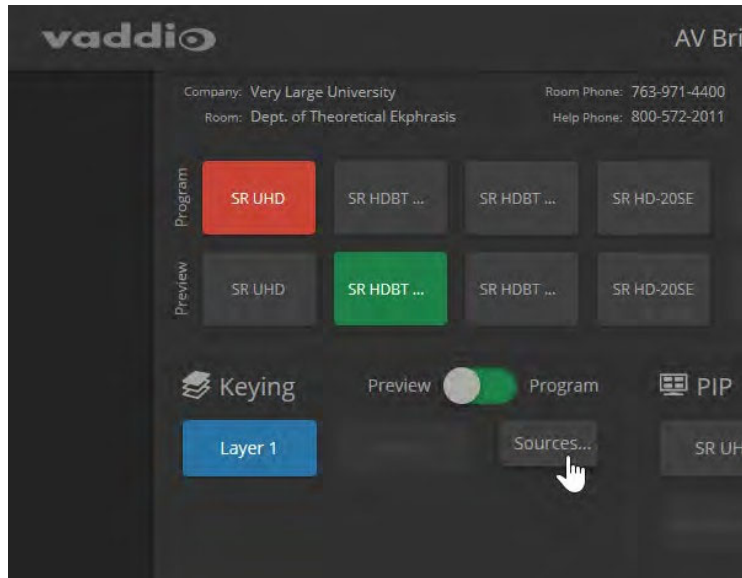 vaddio
AV Bri
Company: Very Large University
Room Phone: 763-971-4400
Room: Dept. of Theoretical Ekphrasis
Help Phone: 800-572-2011
Program
SR UHD
SR HDBT ...
SR HDBT ...
SR HD-20SE
Preview
SR UHD
SR HDBT ...
SR HDBT ...
SR HD-20SE
Keying
Preview
Program
PIP
Layer 1
Sources...
SR UH